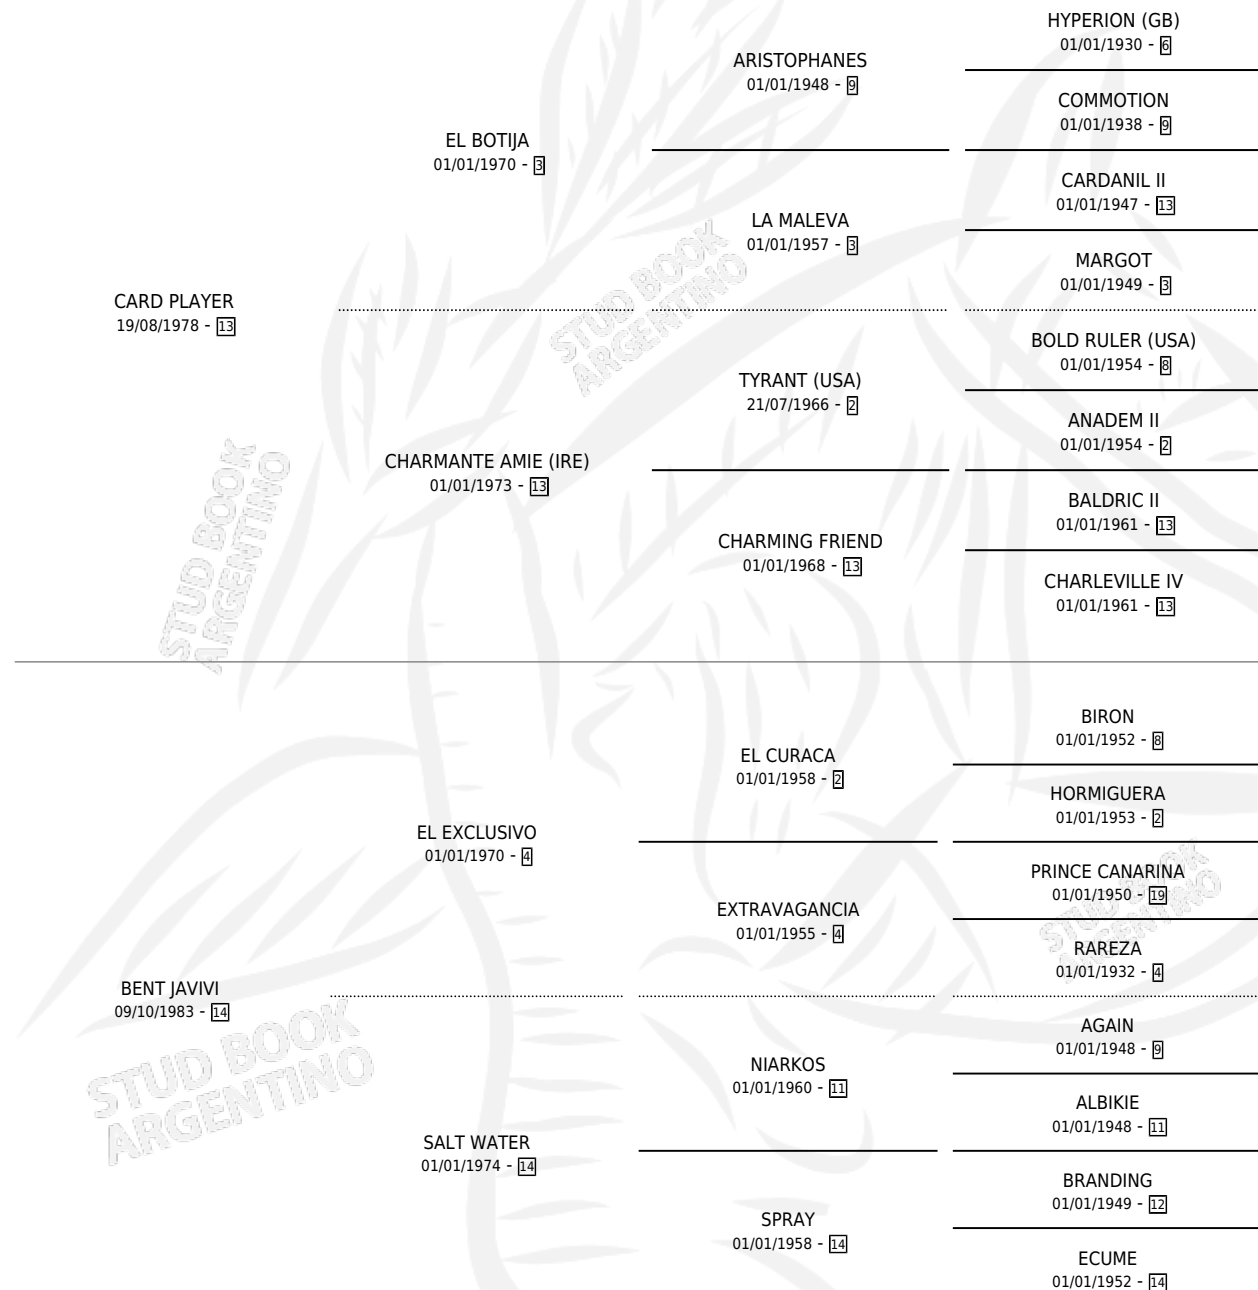 HYPERION (GB)
01/01/1930 - 6
ARISTOPHANES
01/01/1948 - 9
COMMOTION
01/01/1938 - 9
EL BOTIJA
01/01/1970 - 3
CARDANIL II
01/01/1947 - 13
LA MALEVA
01/01/1957 - 3
MARGOT
01/01/1949 - 3
CARD PLAYER
19/08/1978 - 13
BOLD RULER (USA)
01/01/1954 - 8
TYRANT (USA)
21/07/1966 - 2
ANADEM II
01/01/1954 - 2
CHARMANTE AMIE (IRE)
01/01/1973 - 13
BALDRIC II
01/01/1961 - 13
CHARMING FRIEND
01/01/1968 - 13
CHARLEVILLE IV
01/01/1961 - 13
BIRON
01/01/1952 - 8
EL CURACA
01/01/1958 - 2
HORMIGUERA
01/01/1953 - 2
EL EXCLUSIVO
01/01/1970 - 4
PRINCE CANARINA
01/01/1950 - 19
EXTRAVAGANCIA
01/01/1955 - 4
RAREZA
01/01/1932 - 4
BENT JAVIVI
09/10/1983 - 14
AGAIN
01/01/1948 - 9
NIARKOS
01/01/1960 - 11
ALBIKIE
01/01/1948 - 11
SALT WATER
01/01/1974 - 14
BRANDING
01/01/1949 - 12
SPRAY
01/01/1958 - 14
ECUME
01/01/1952 - 14
STUD BOOK
ARGENTINO
STUD BOOK
ARGENTINO
STUD BOOK
ARGENTINO
STUD BOOK
ARGENTINO